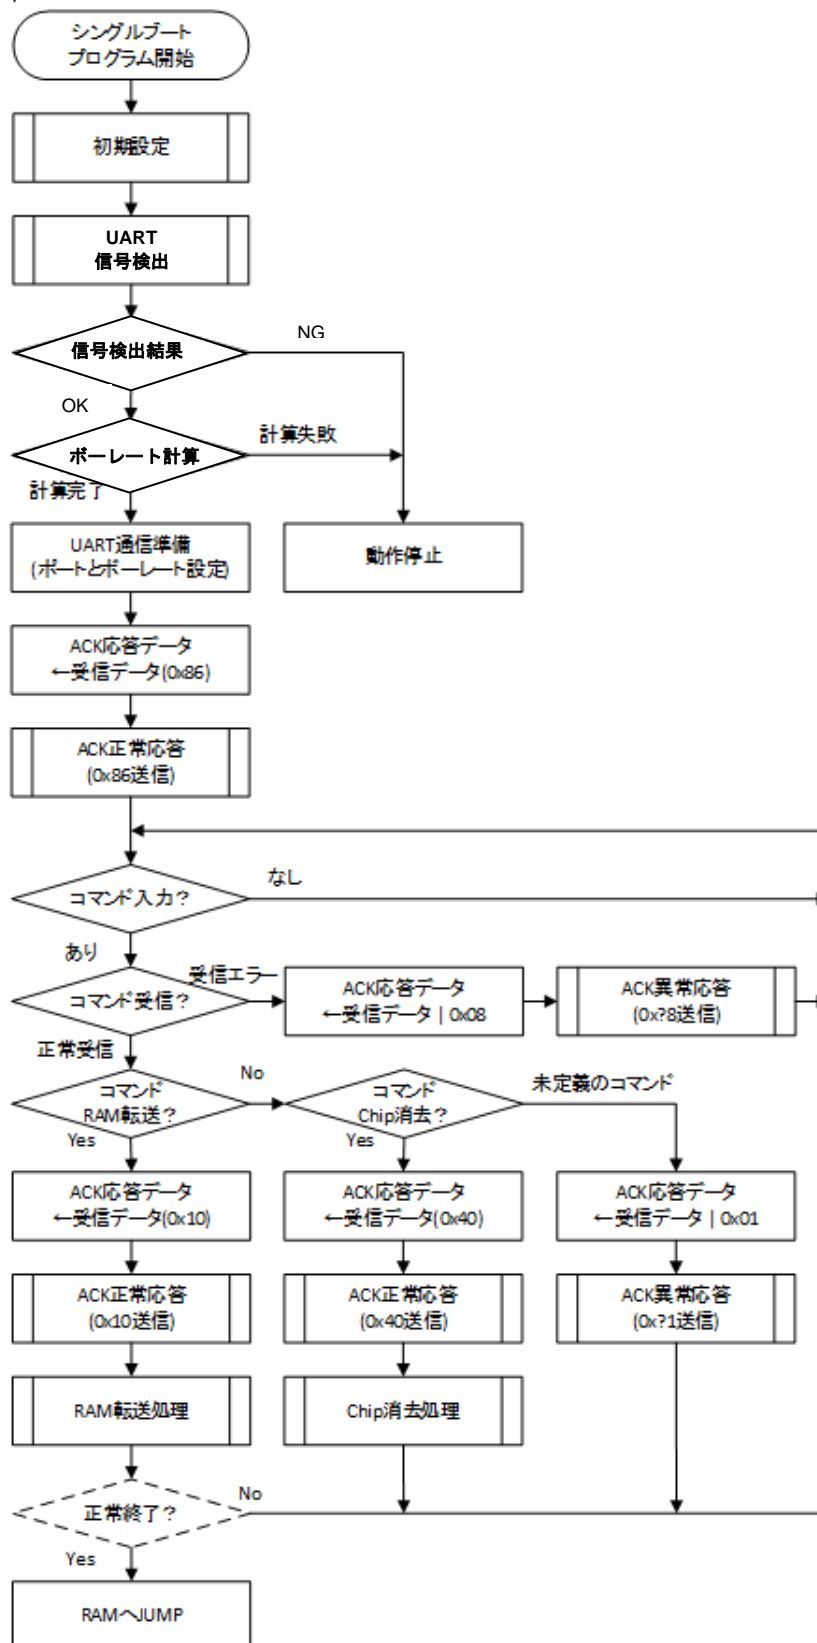 シングルブート
プログラム開始
初期設定
UART
信号検出
信号検出結果
NG
OK
ボーレート計算
計算失敗
計算完了
UART通信準備
(ポートとボーレート設定)
動作停止
ACK応答データ
←受信データ(0x86)
ACK正常応答
(0x86送信)
コマンド入力?
なし
あり
コマンド受信?
受信エラー
ACK応答データ
←受信データ | 0x08
ACK異常応答
(0x?8送信)
正常受信
コマンド
RAM転送?
No
コマンド
Chip消去?
未定義のコマンド
Yes
Yes
ACK応答データ
←受信データ(0x10)
ACK応答データ
←受信データ(0x40)
ACK応答データ
←受信データ | 0x01
ACK正常応答
(0x10送信)
ACK正常応答
(0x40送信)
ACK異常応答
(0x?1送信)
RAM転送処理
Chip消去処理
正常終了?
No
Yes
RAMへJUMP